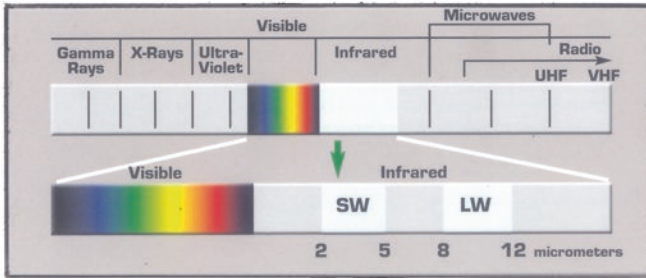 Visible
Microwaves
Gamma Rays
X-Rays
Ultra-Violet
Infrared
Radio
UHF VHF
Visible
Infrared
SW
LW
2 5 8 12 micrometers